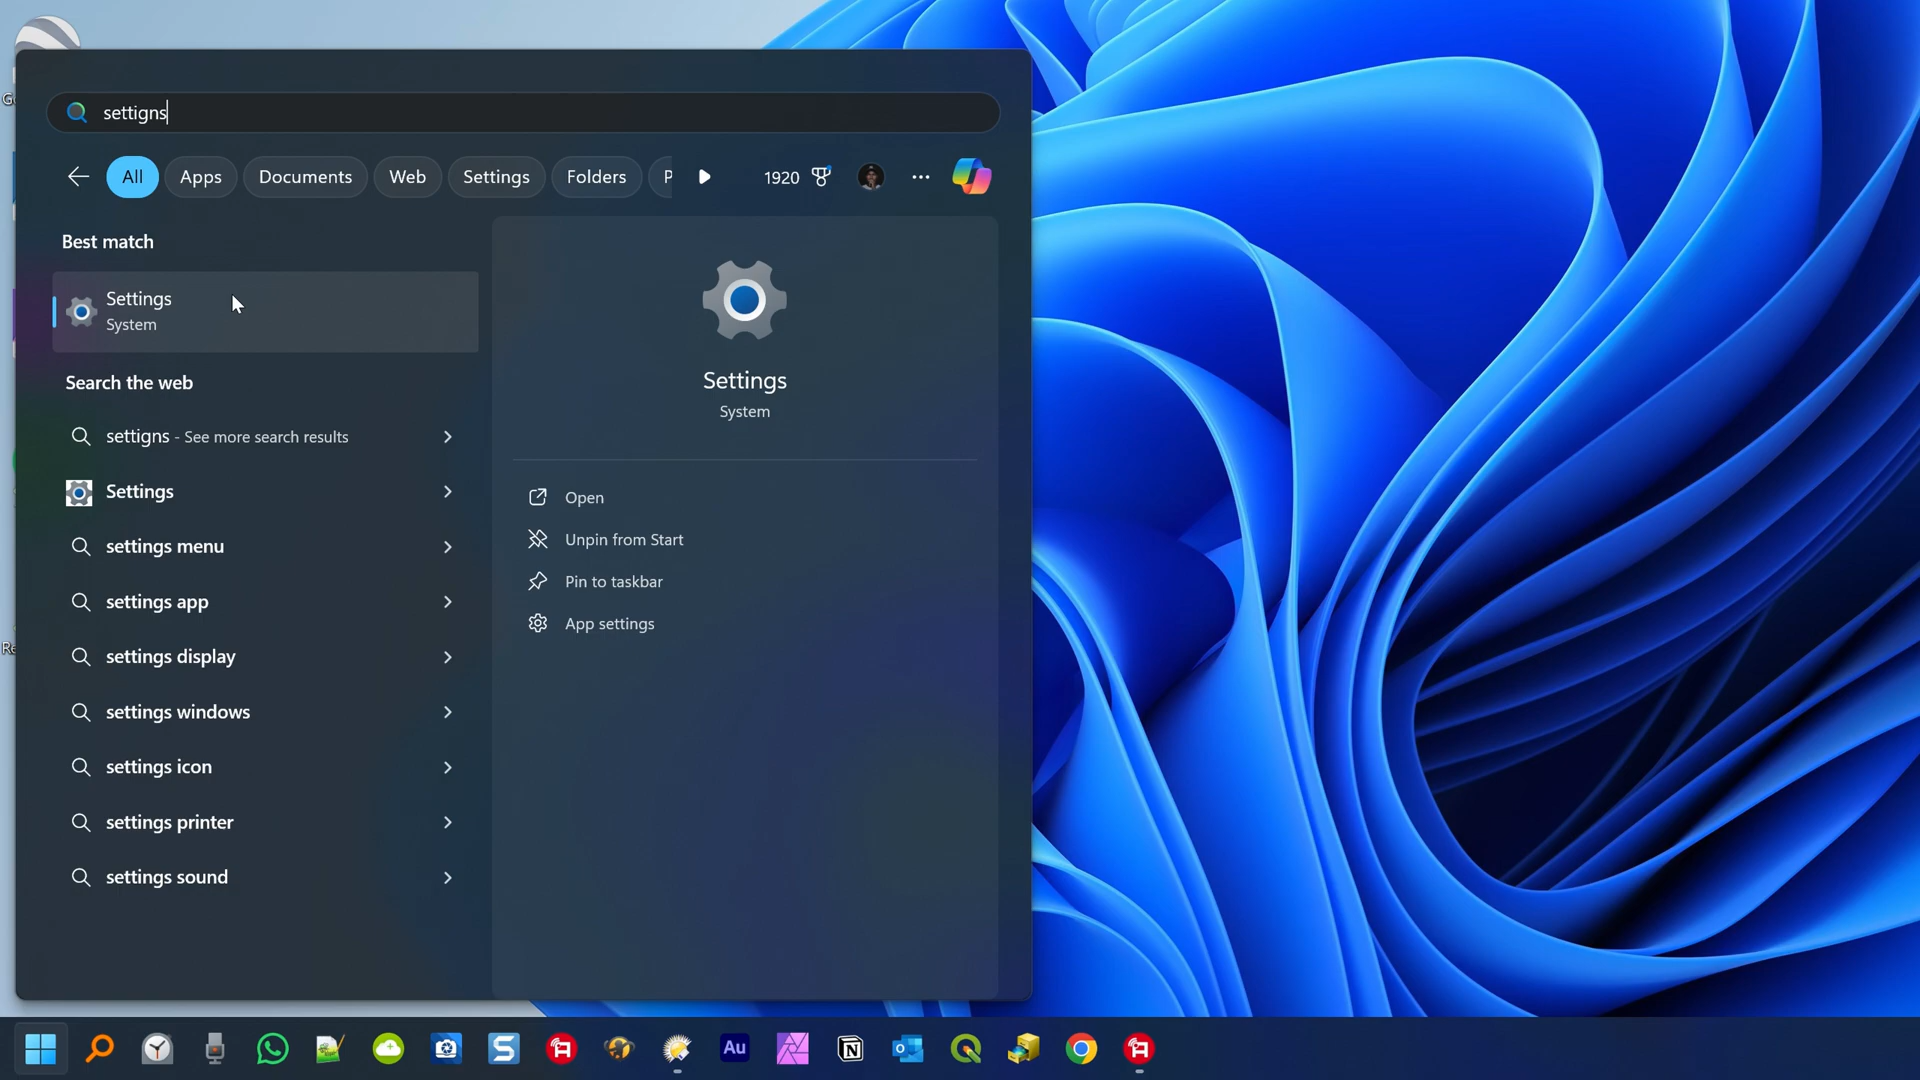 settigns
All
Apps
Documents
Web
Settings
Folders
P
1920
Best match
Settings
System
Search the web
settigns - See more search results
Settings
settings menu
settings app
settings display
settings windows
settings icon
settings printer
settings sound
Settings
System
Open
Unpin from Start
Pin to taskbar
App settings
G
Re
S
Au
N